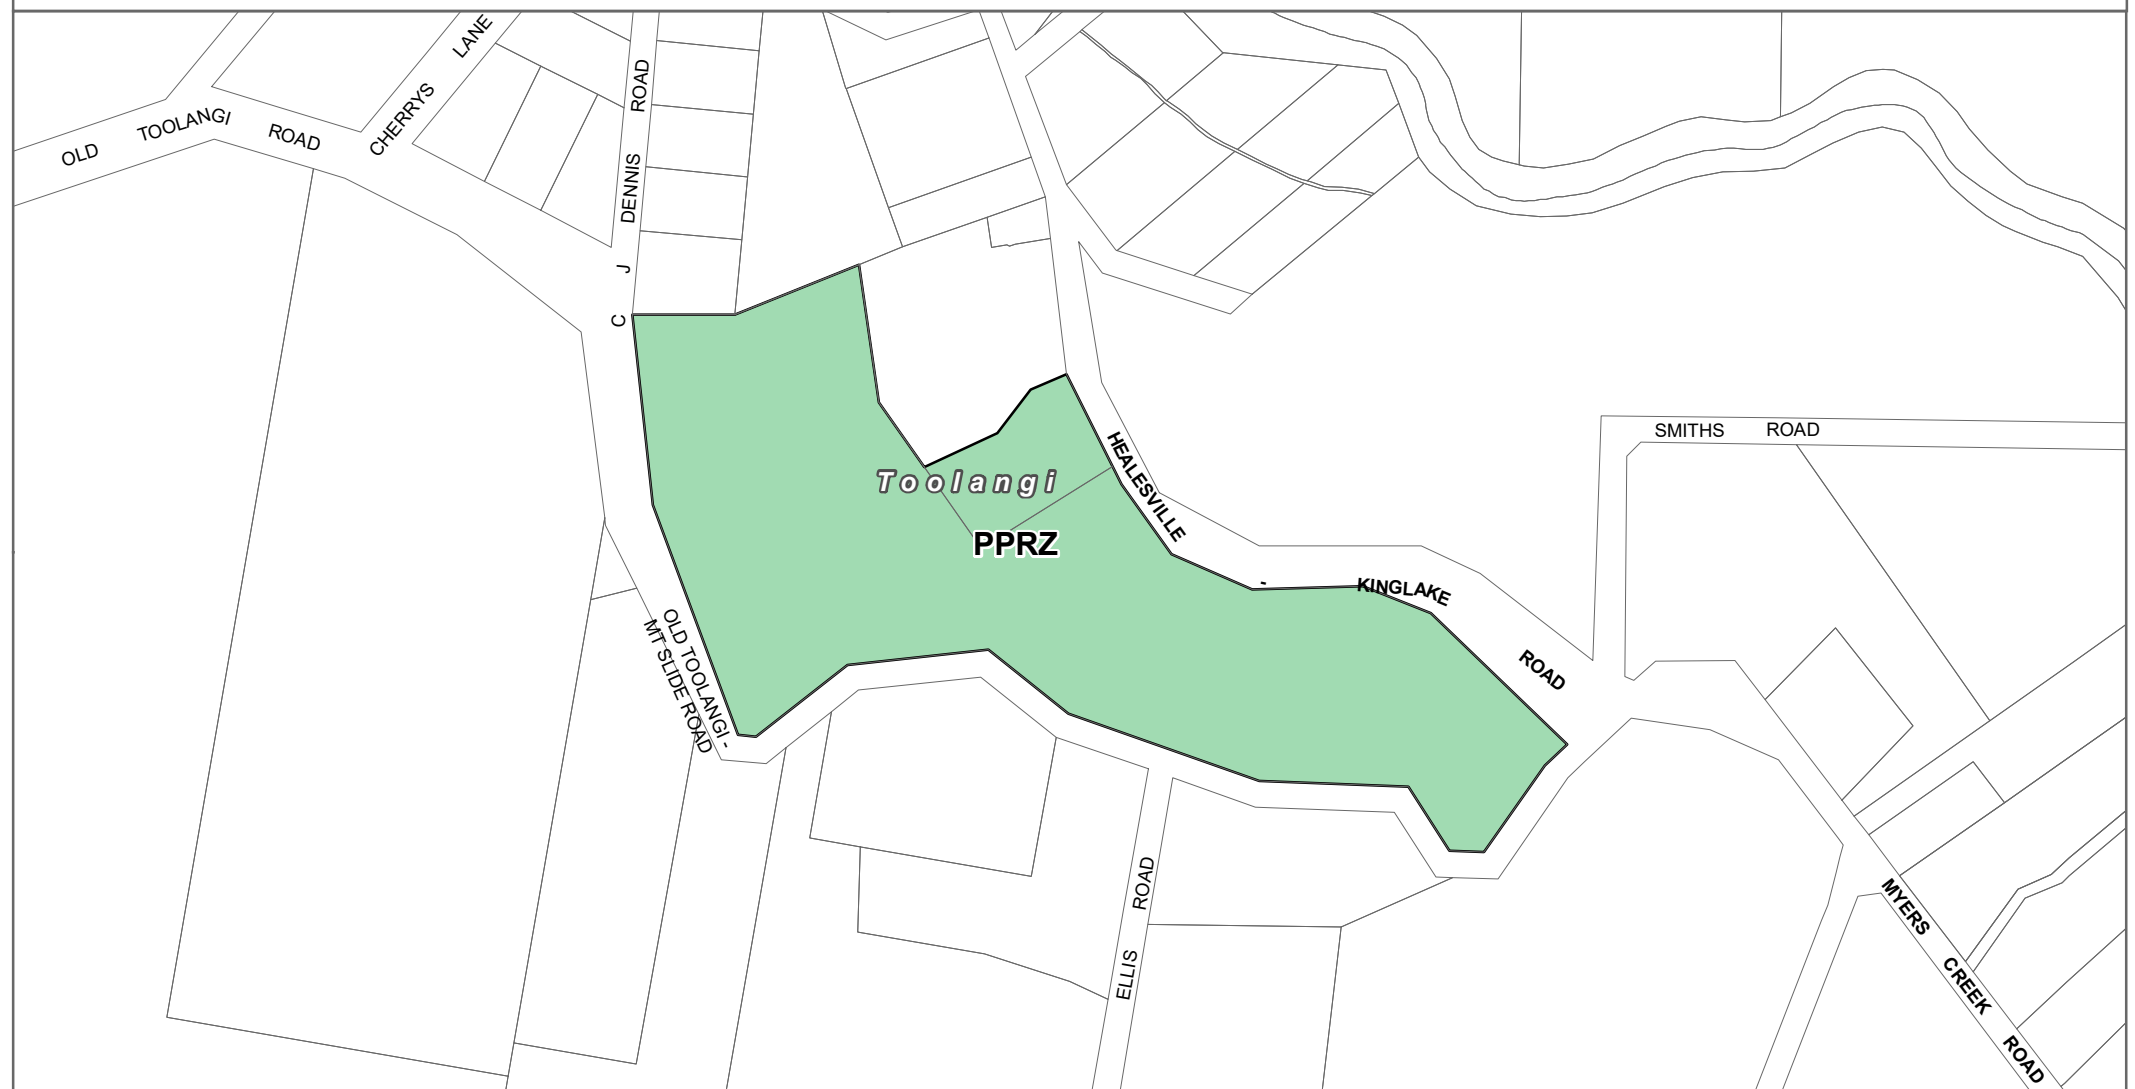 CHERRYS LANE
OLD TOOLANGI ROAD
C J DENNIS ROAD
SMITHS ROAD
Toolangi
PPRZ
HEALESVILLE - KINGLAKE ROAD
OLD TOOLANGI -
MT SLIDE ROAD
ELLIS ROAD
MYERS CREEK ROAD